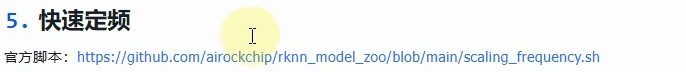 5. 快速定频
官方脚本：https://github.com/airockchip/rknn_model_zoo/blob/main/scaling_frequency.sh